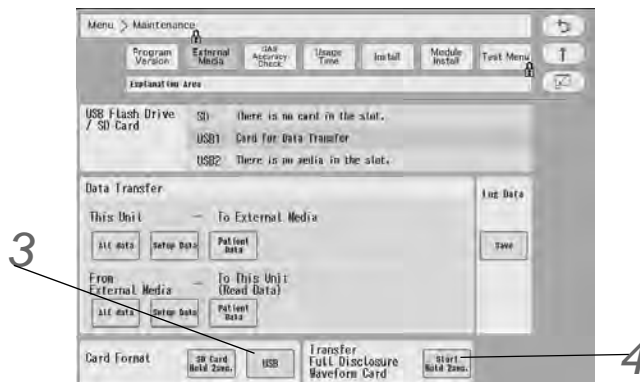 Menu > Maintenance
Program Version
External Media
GAS Accuracy Check
Usage Time
Install
Module Install
Test Menu
Explanation Area
USB Flash Drive / SD Card
SD There is no card in the slot.
USB1 Card for Data Transfer
USB2 There is no media in the slot.
Data Transfer
Log Data
This Unit — To External Media
All data
Setup Data
Patient Data
Save
3
From External Media — To This Unit (Read Data)
All data
Setup Data
Patient Data
Card Format
SD Card Hold 2sec.
USB
Transfer Full Disclosure Waveform Card
Start Hold 2sec.
4